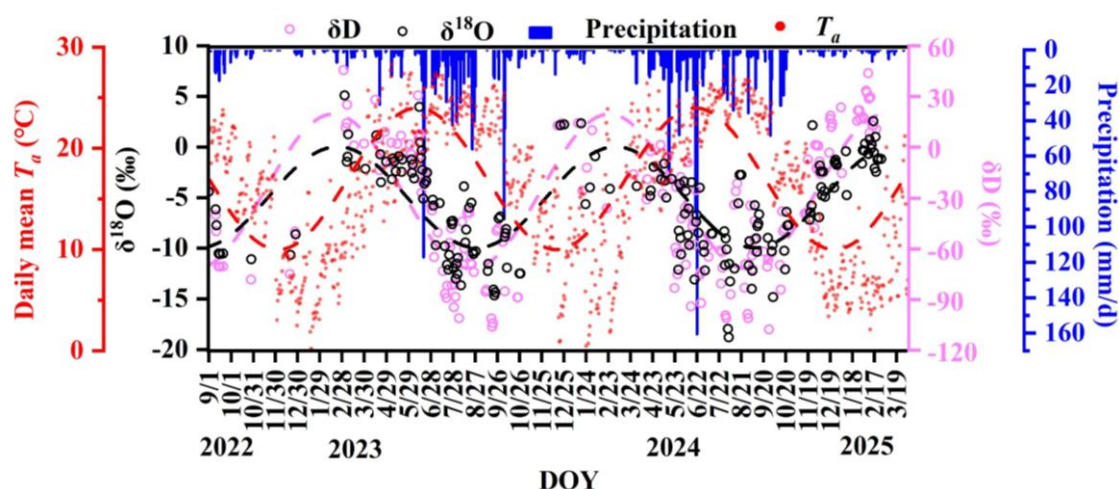 δD δ18O Precipitation Ta
30 10 60 0
5 30 20
20 0 0 40
-5 -30 60
10 -10 -60 80
-15 -90 100
0 -20 -120 120
140
160
Daily mean Ta (℃)
δ18O (‰)
δD (‰)
Precipitation (mm/d)
9/1 10/1 10/31 11/30 12/30 1/29 2/28 3/30 4/29 5/29 6/28 7/28 8/27 9/26 10/26 11/25 12/25 1/24 2/23 3/24 4/23 5/23 6/22 7/22 8/21 9/20 10/20 11/19 12/19 1/18 2/17 3/19
2022 2023 2024 2025
DOY